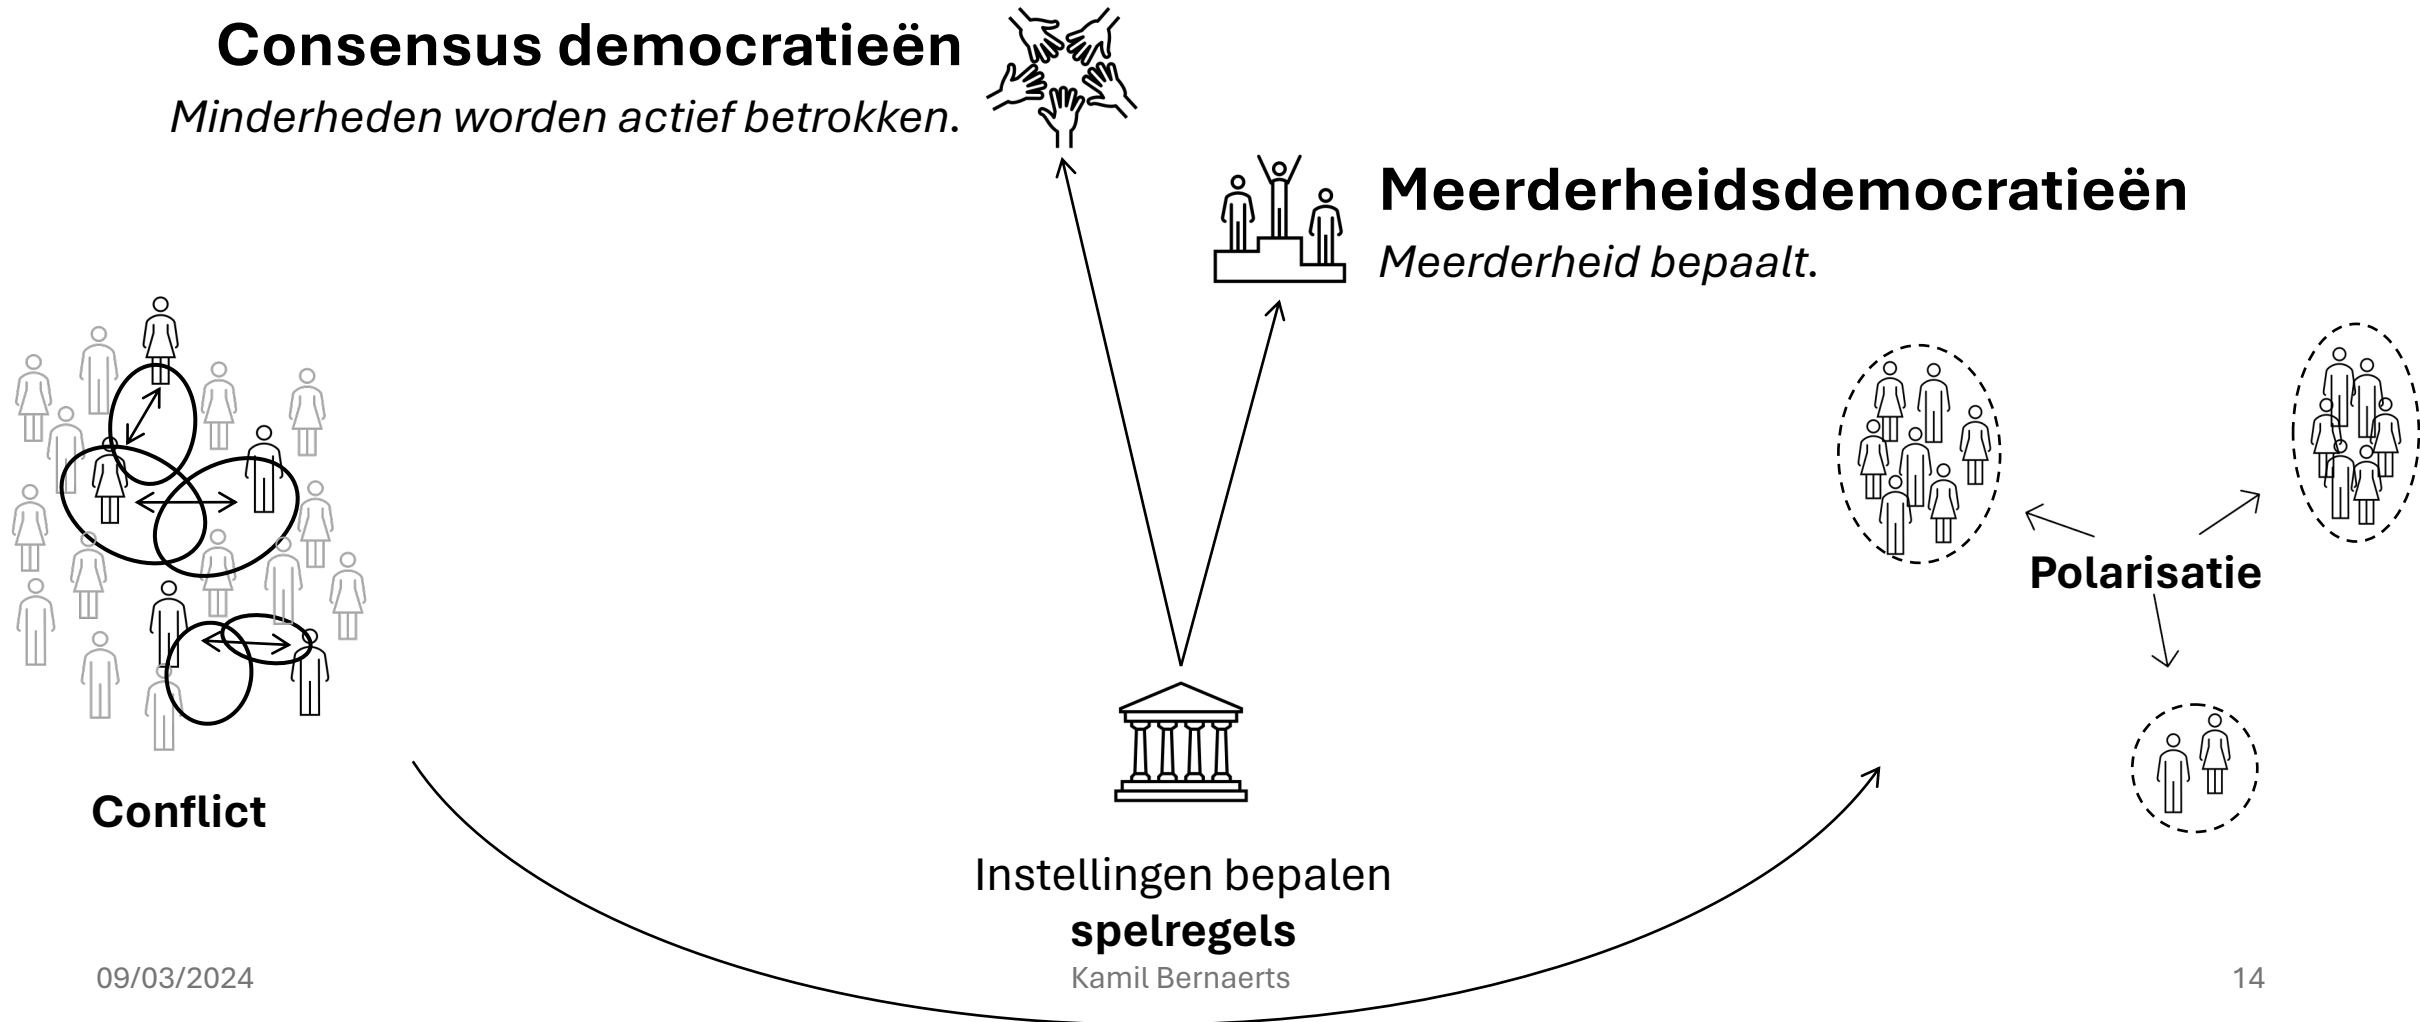 Consensus democratieën
Minderheden worden actief betrokken.
Meerderheidsdemocratieën
Meerderheid bepaalt.
Polarisatie
Conflict
Instellingen bepalen
spelregels
09/03/2024
Kamil Bernaerts
14